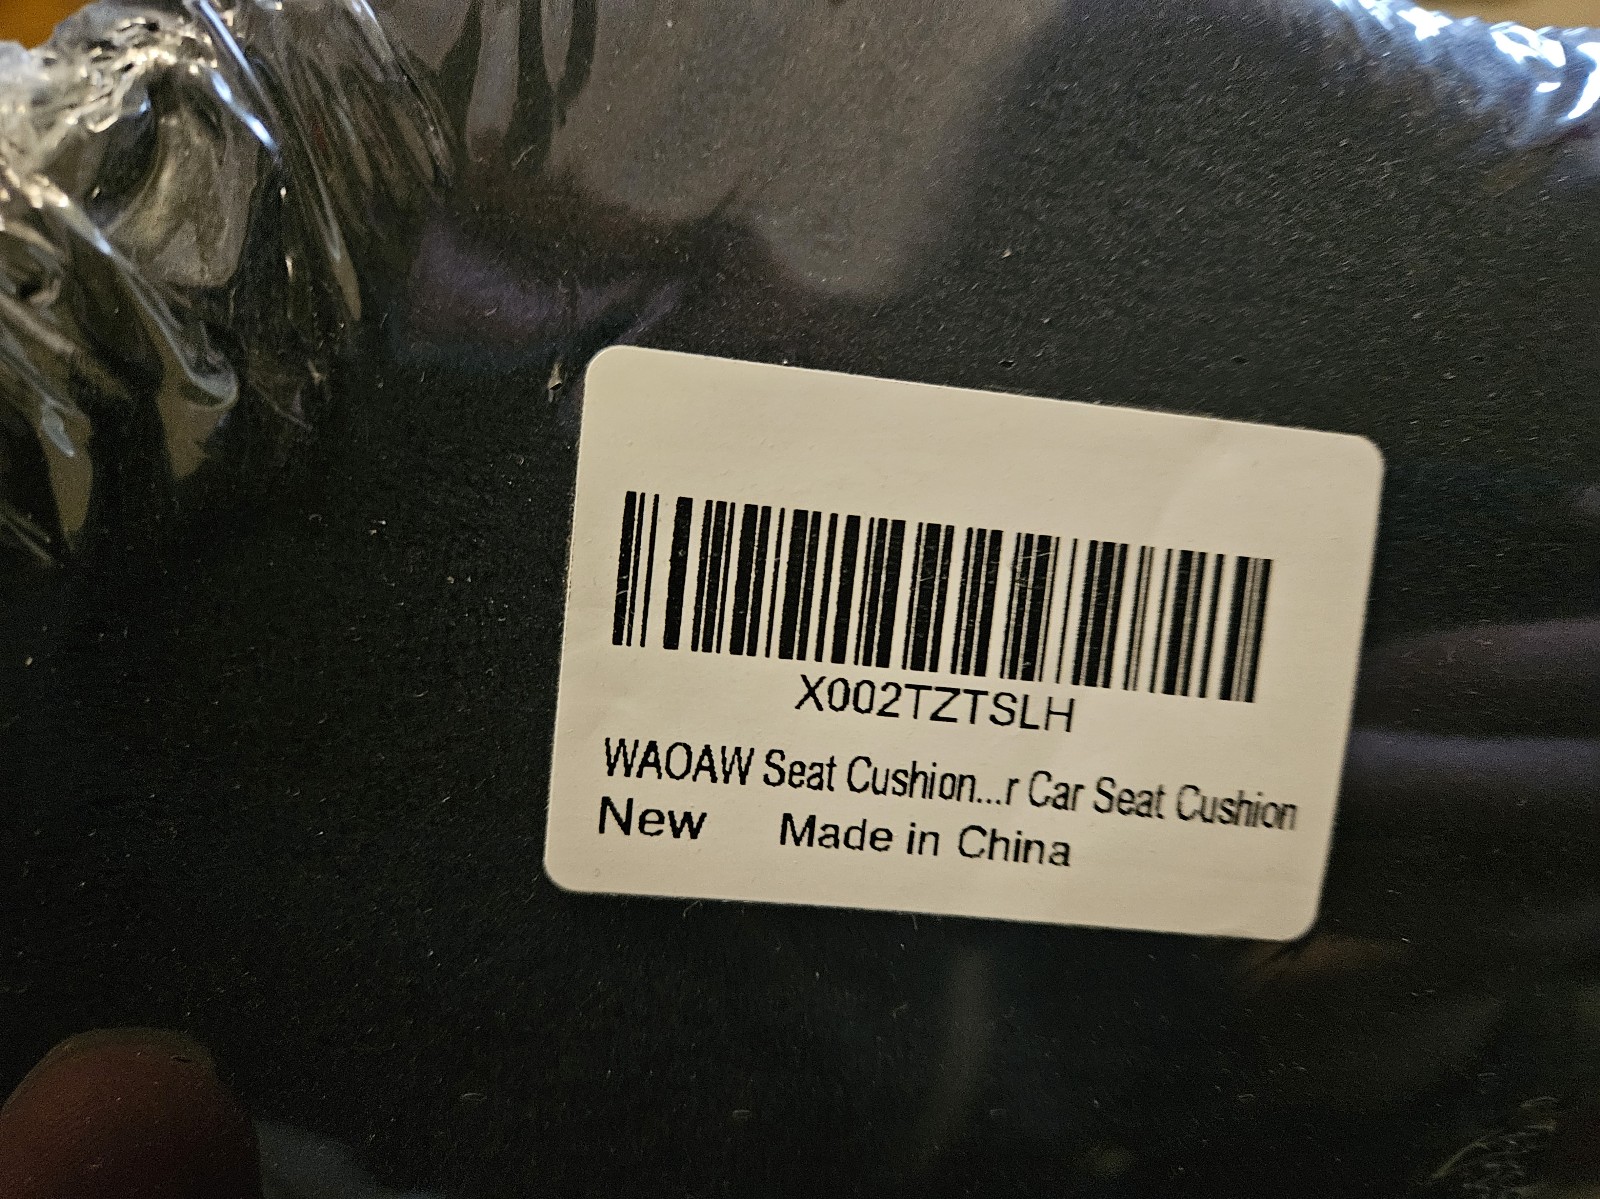 X002TZTSLH
WAOAW Seat Cushion...r Car Seat Cushion
New Made in China